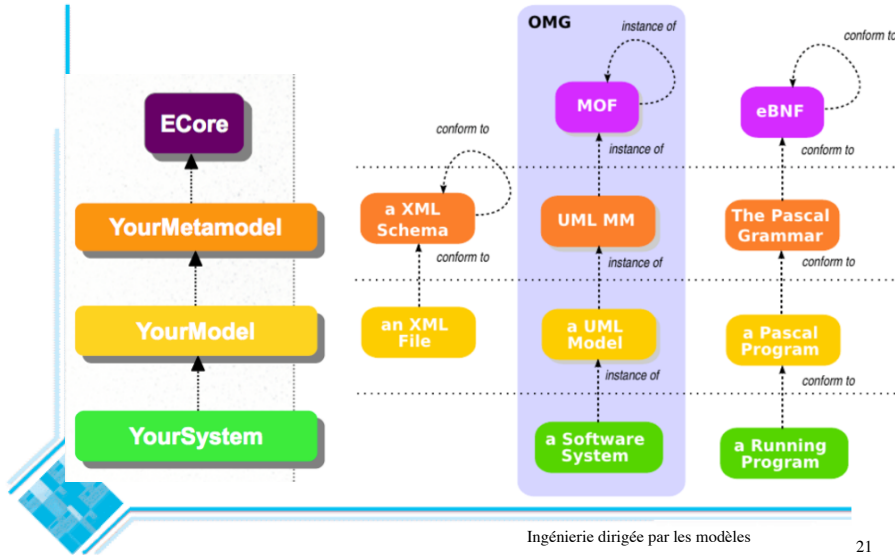 ECore
YourMetamodel
YourModel
YourSystem
conform to
a XML
Schema
conform to
an XML
File
OMG
instance of
MOF
instance of
UML MM
instance of
a UML
Model
instance of
a Software
System
conform to
eBNF
conform to
The Pascal
Grammar
conform to
a Pascal
Program
conform to
a Running
Program
Ingénierie dirigée par les modèles
21